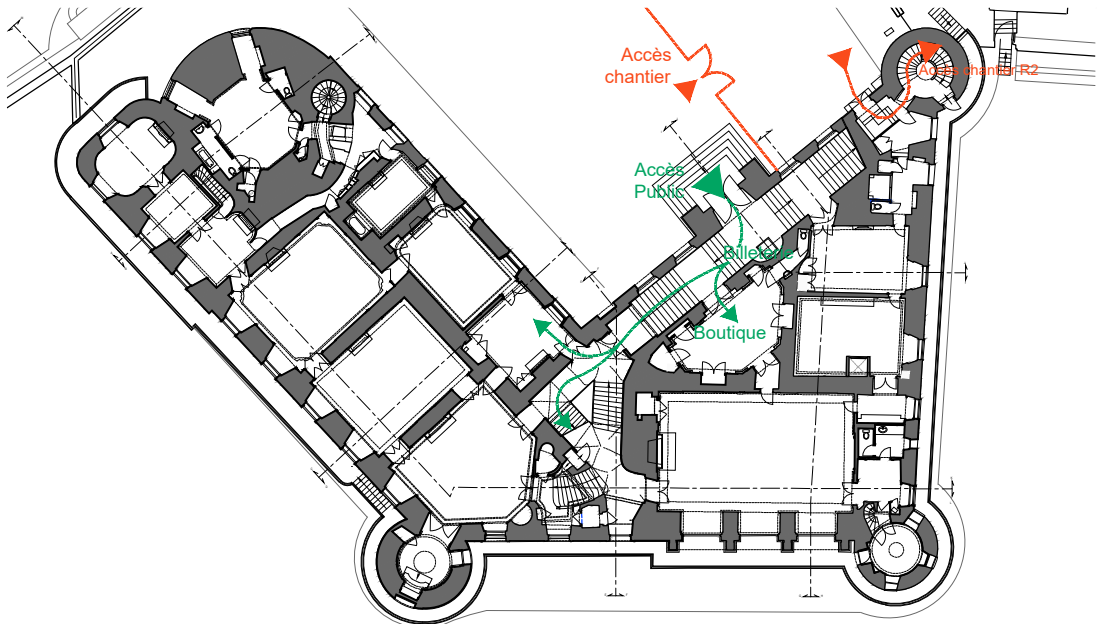 Accès
chantier
Accès chantier R2
Accès
Public
Billeterie
Boutique